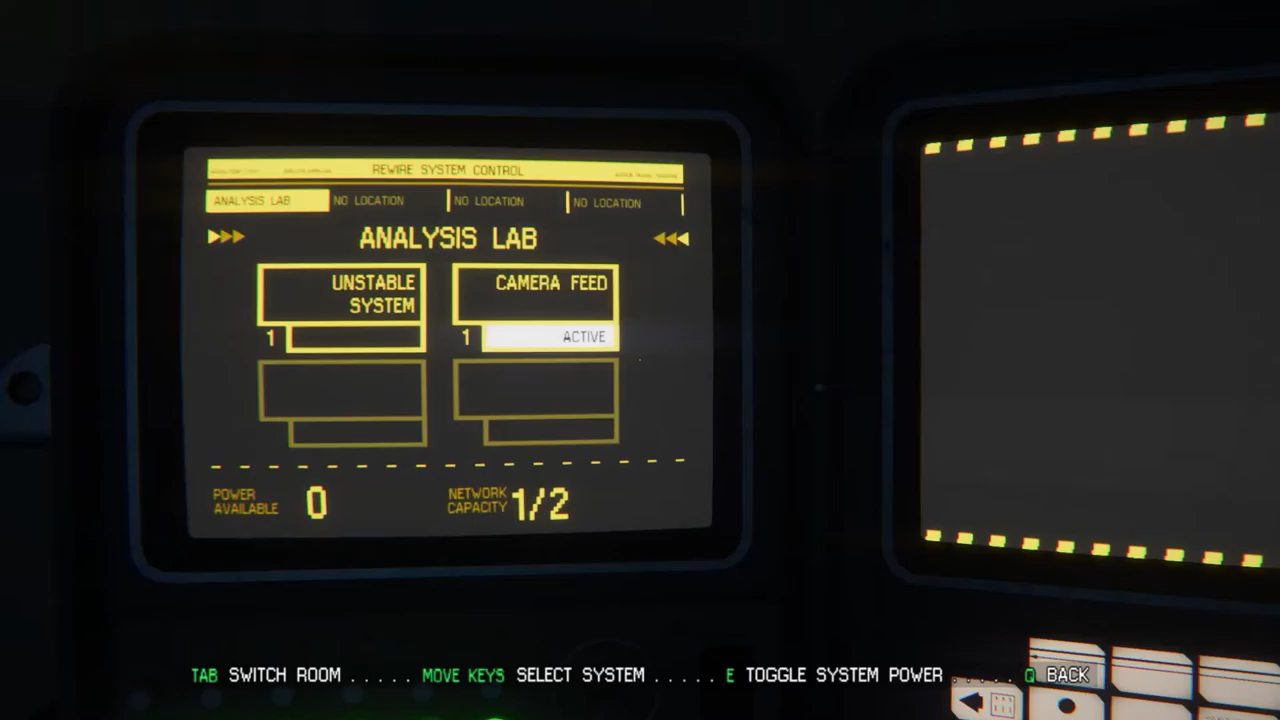 REWIRE SYSTEM CONTROL
ANALYSIS LAB NO LOCATION NO LOCATION NO LOCATION
ANALYSIS LAB
UNSTABLE
SYSTEM
1
CAMERA FEED
1 ACTIVE
POWER
AVAILABLE 0
NETWORK
CAPACITY 1/2
TAB SWITCH ROOM ..... MOVE KEYS SELECT SYSTEM ..... E TOGGLE SYSTEM POWER ..... Q BACK